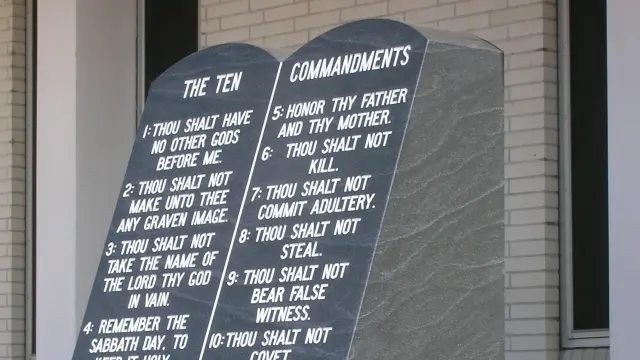 THE TEN
1: THOU SHALT HAVE
NO OTHER GODS
BEFORE ME.
2: THOU SHALT NOT
MAKE UNTO THEE
ANY GRAVEN IMAGE.
3: THOU SHALT NOT
TAKE THE NAME OF
THE LORD THY GOD
IN VAIN.
4: REMEMBER THE
SABBATH DAY, TO
KEEP IT HOLY.
COMMANDMENTS
5: HONOR THY FATHER
AND THY MOTHER.
6: THOU SHALT NOT
KILL.
7: THOU SHALT NOT
COMMIT ADULTERY.
8: THOU SHALT NOT
STEAL.
9: THOU SHALT NOT
BEAR FALSE
WITNESS.
10: THOU SHALT NOT
COVET